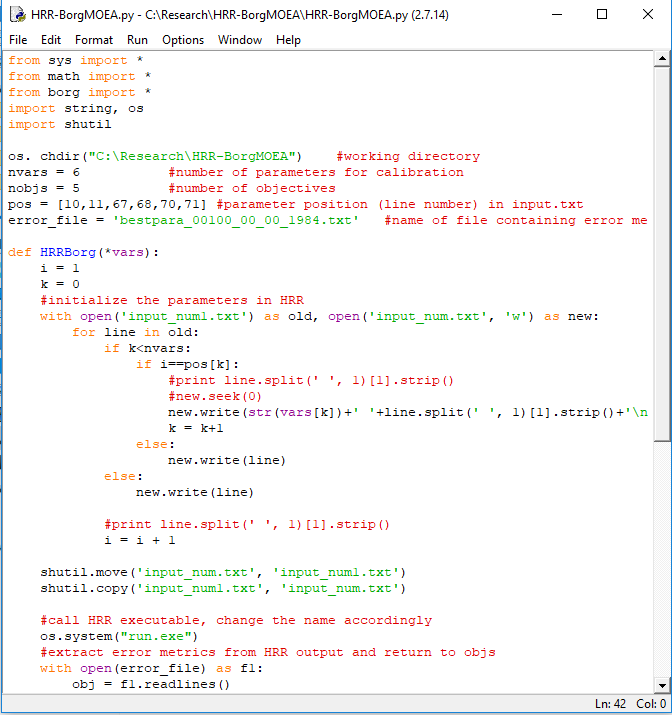 HRR-BorgMOEA.py - C:\Research\HRR-BorgMOEA\HRR-BorgMOEA.py (2.7.14)
File Edit Format Run Options Window Help
from sys import *
from math import *
from borg import *
import string, os
import shutil
os. chdir("C:\Research\HRR-BorgMOEA") #working directory
nvars = 6 #number of parameters for calibration
nobjs = 5 #number of objectives
pos = [10,11,67,68,70,71] #parameter position (line number) in input.txt
error_file = 'bestpara_00100_00_00_1984.txt' #name of file containing error me
def HRRBorg(*vars):
i = 1
k = 0
#initialize the parameters in HRR
with open('input_num1.txt') as old, open('input_num.txt', 'w') as new:
for line in old:
if k<nvars:
if i==pos[k]:
#print line.split(' ', 1)[1].strip()
#new.seek(0)
new.write(str(vars[k])+' '+line.split(' ', 1)[1].strip()+'\n
k = k+1
else:
new.write(line)
else:
new.write(line)
#print line.split(' ', 1)[1].strip()
i = i + 1
shutil.move('input_num.txt', 'input_num1.txt')
shutil.copy('input_num1.txt', 'input_num.txt')
#call HRR executable, change the name accordingly
os.system("run.exe")
#extract error metrics from HRR output and return to objs
with open(error_file) as f1:
obj = f1.readlines()
Ln: 42 Col: 0